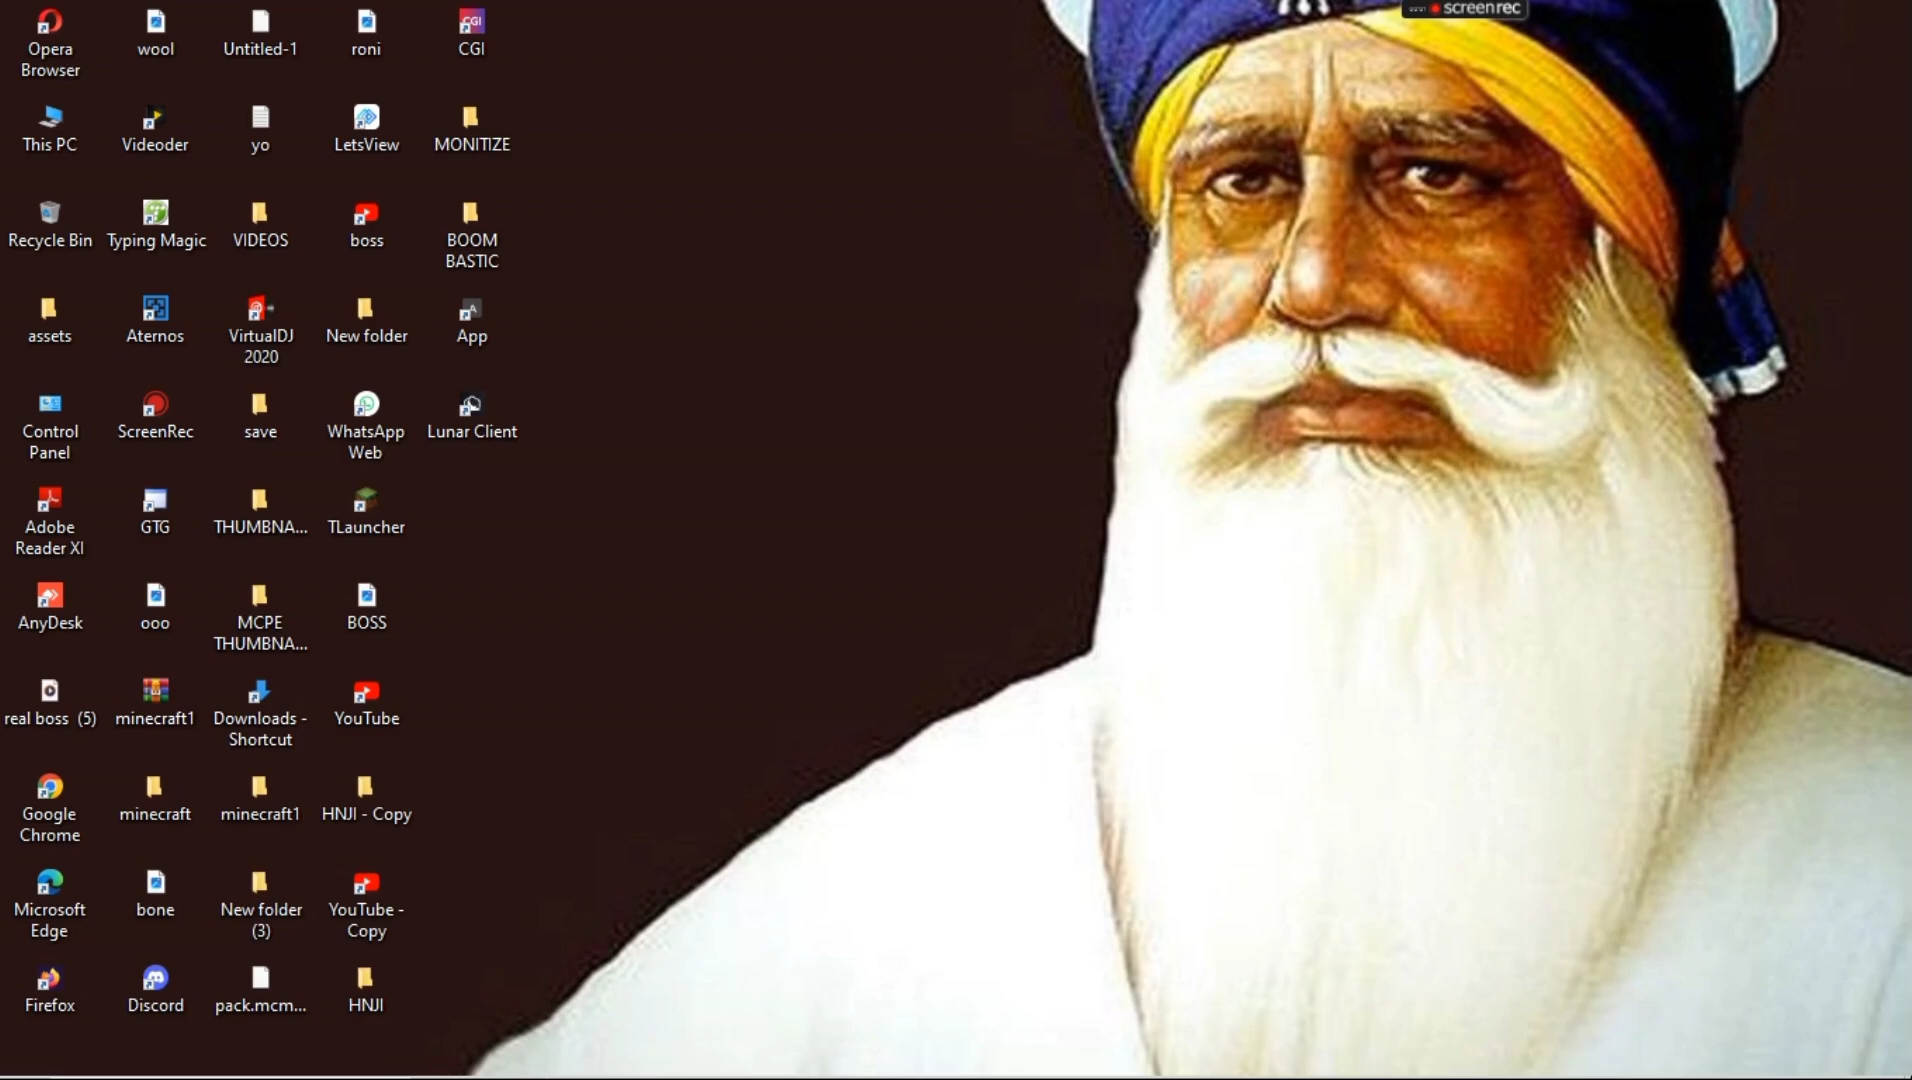 screenrec
Opera
Browser
wool
Untitled-1
roni
CGI
CGI
This PC
Videoder
yo
LetsView
MONITIZE
Recycle Bin
Typing Magic
VIDEOS
boss
BOOM
BASTIC
assets
Aternos
VirtualDJ
2020
New folder
App
Control
Panel
ScreenRec
save
WhatsApp
Web
Lunar Client
Adobe
Reader XI
GTG
THUMBNA...
TLauncher
AnyDesk
ooo
MCPE
THUMBNA...
BOSS
real boss (5)
minecraft1
Downloads -
Shortcut
YouTube
Google
Chrome
minecraft
minecraft1
HNJI - Copy
Microsoft
Edge
bone
New folder
(3)
YouTube -
Copy
Firefox
Discord
pack.mcm...
HNJI